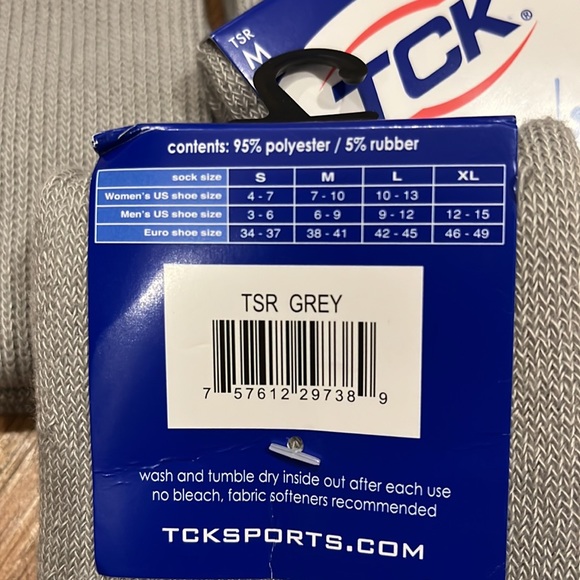 TSR
M
TCK®
contents: 95% polyester / 5% rubber
sock size S M L XL
Women's US shoe size 4 - 7 7 - 10 10 - 13
Men's US shoe size 3 - 6 6 - 9 9 - 12 12 - 15
Euro shoe size 34 - 37 38 - 41 42 - 45 46 - 49
TSR GREY
7 57612 29738 9
wash and tumble dry inside out after each use
no bleach, fabric softeners recommended
TCKSPORTS.COM